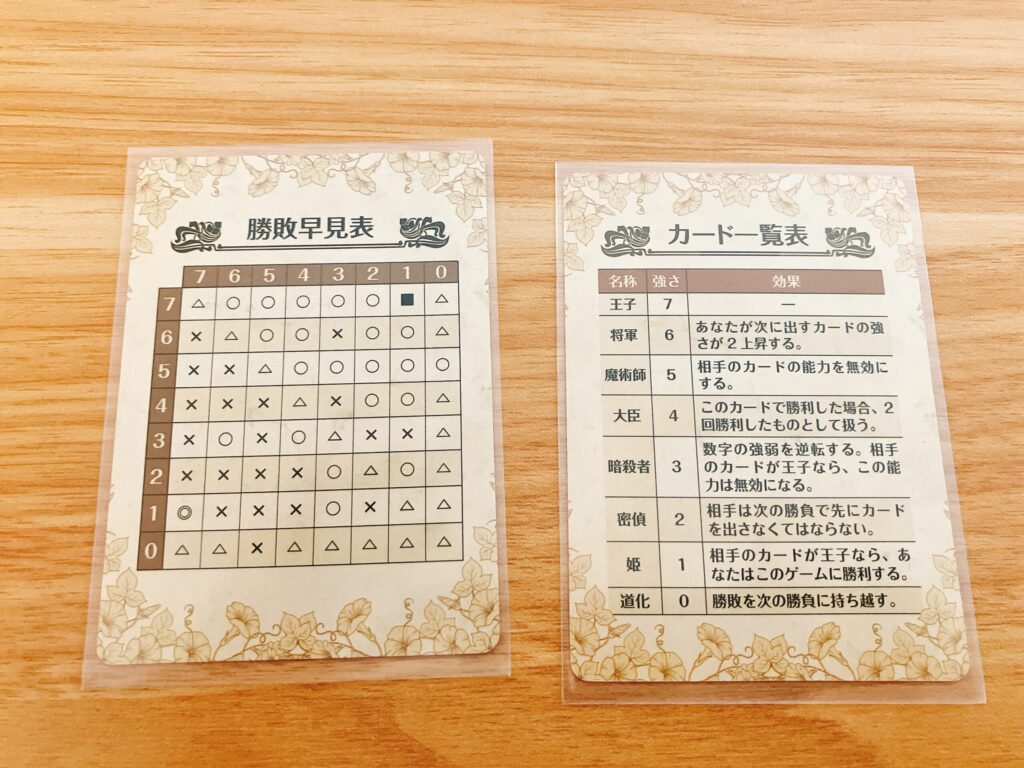 勝敗早見表
7 6 5 4 3 2 1 0
7 △ ○ ○ ○ ○ ○ ■ △
6 × △ ○ ○ × ○ ○ △
5 × × △ ○ ○ ○ ○ ○
4 × × × △ × ○ ○ △
3 × ○ × ○ △ × × △
2 × × × × ○ △ ○ △
1 ◎ × × × ○ × △ △
0 △ △ × △ △ △ △ △
カード一覧表
名称 強さ 効果
王子 7 ―
将軍 6 あなたが次に出すカードの強
さが2上昇する。
魔術師 5 相手のカードの能力を無効に
する。
大臣 4 このカードで勝利した場合、2
回勝利したものとして扱う。
暗殺者 3 数字の強弱を逆転する。相手
のカードが王子なら、この能
力は無効になる。
密偵 2 相手は次の勝負で先にカード
を出さなくてはならない。
姫 1 相手のカードが王子なら、あ
なたはこのゲームに勝利する。
道化 0 勝敗を次の勝負に持ち越す。